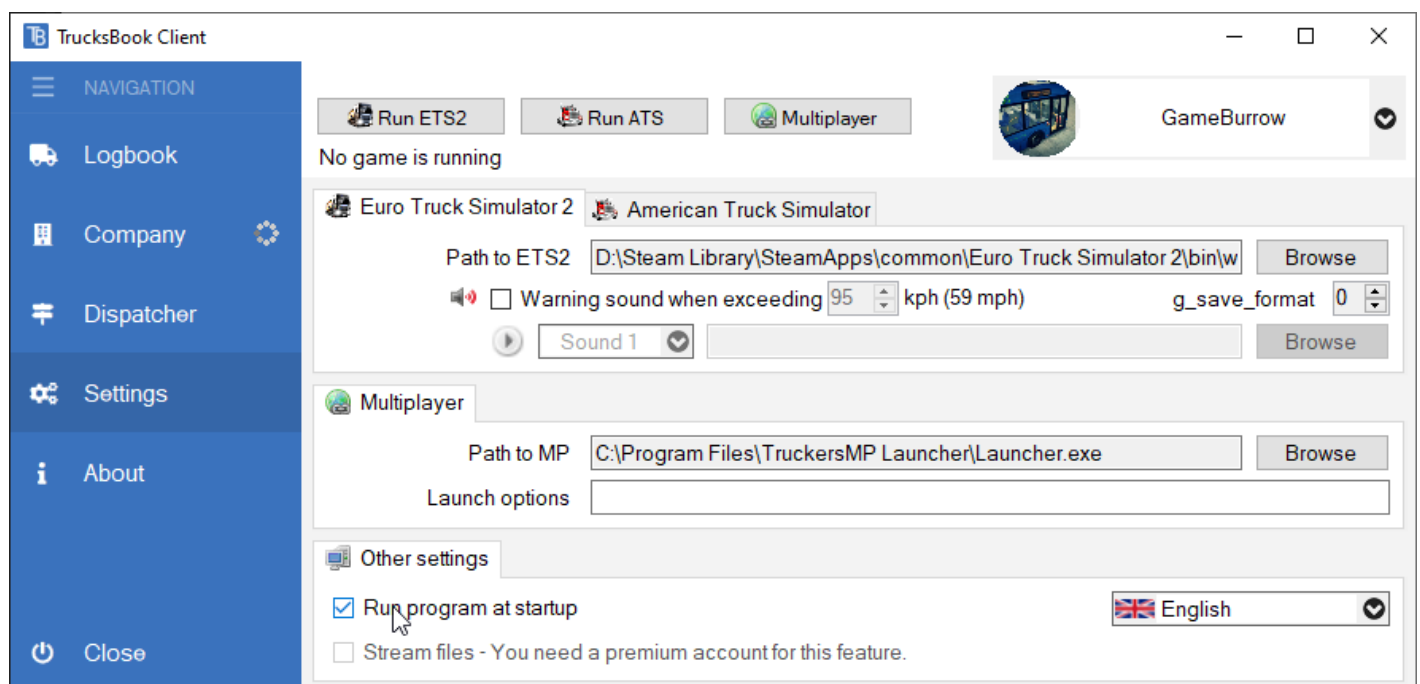 TB TrucksBook Client
NAVIGATION
Logbook
Company
Dispatcher
Settings
About
Close
Run ETS2 Run ATS Multiplayer GameBurrow
No game is running
Euro Truck Simulator 2 American Truck Simulator
Path to ETS2 D:\Steam Library\SteamApps\common\Euro Truck Simulator 2\bin\w Browse
Warning sound when exceeding 95 kph (59 mph) g_save_format 0
Sound 1 Browse
Multiplayer
Path to MP C:\Program Files\TruckersMP Launcher\Launcher.exe Browse
Launch options
Other settings
Run program at startup English
Stream files - You need a premium account for this feature.